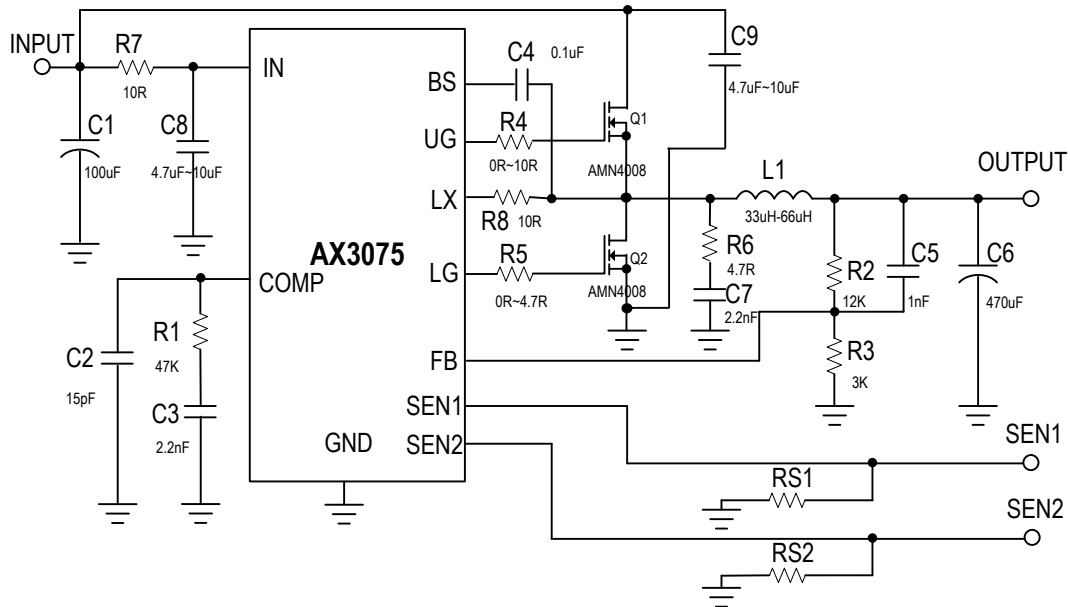 INPUT
R7
10R
C1
100uF
C8
4.7uF~10uF
IN
AX3075
COMP
GND
BS
UG
LX
LG
FB
SEN1
SEN2
C4
0.1uF
R4
0R~10R
R8
10R
R5
0R~4.7R
Q1
AMN4008
Q2
AMN4008
C9
4.7uF~10uF
L1
33uH-66uH
OUTPUT
R6
4.7R
C7
2.2nF
R2
12K
C5
1nF
C6
470uF
R3
3K
C2
15pF
R1
47K
C3
2.2nF
RS1
SEN1
RS2
SEN2